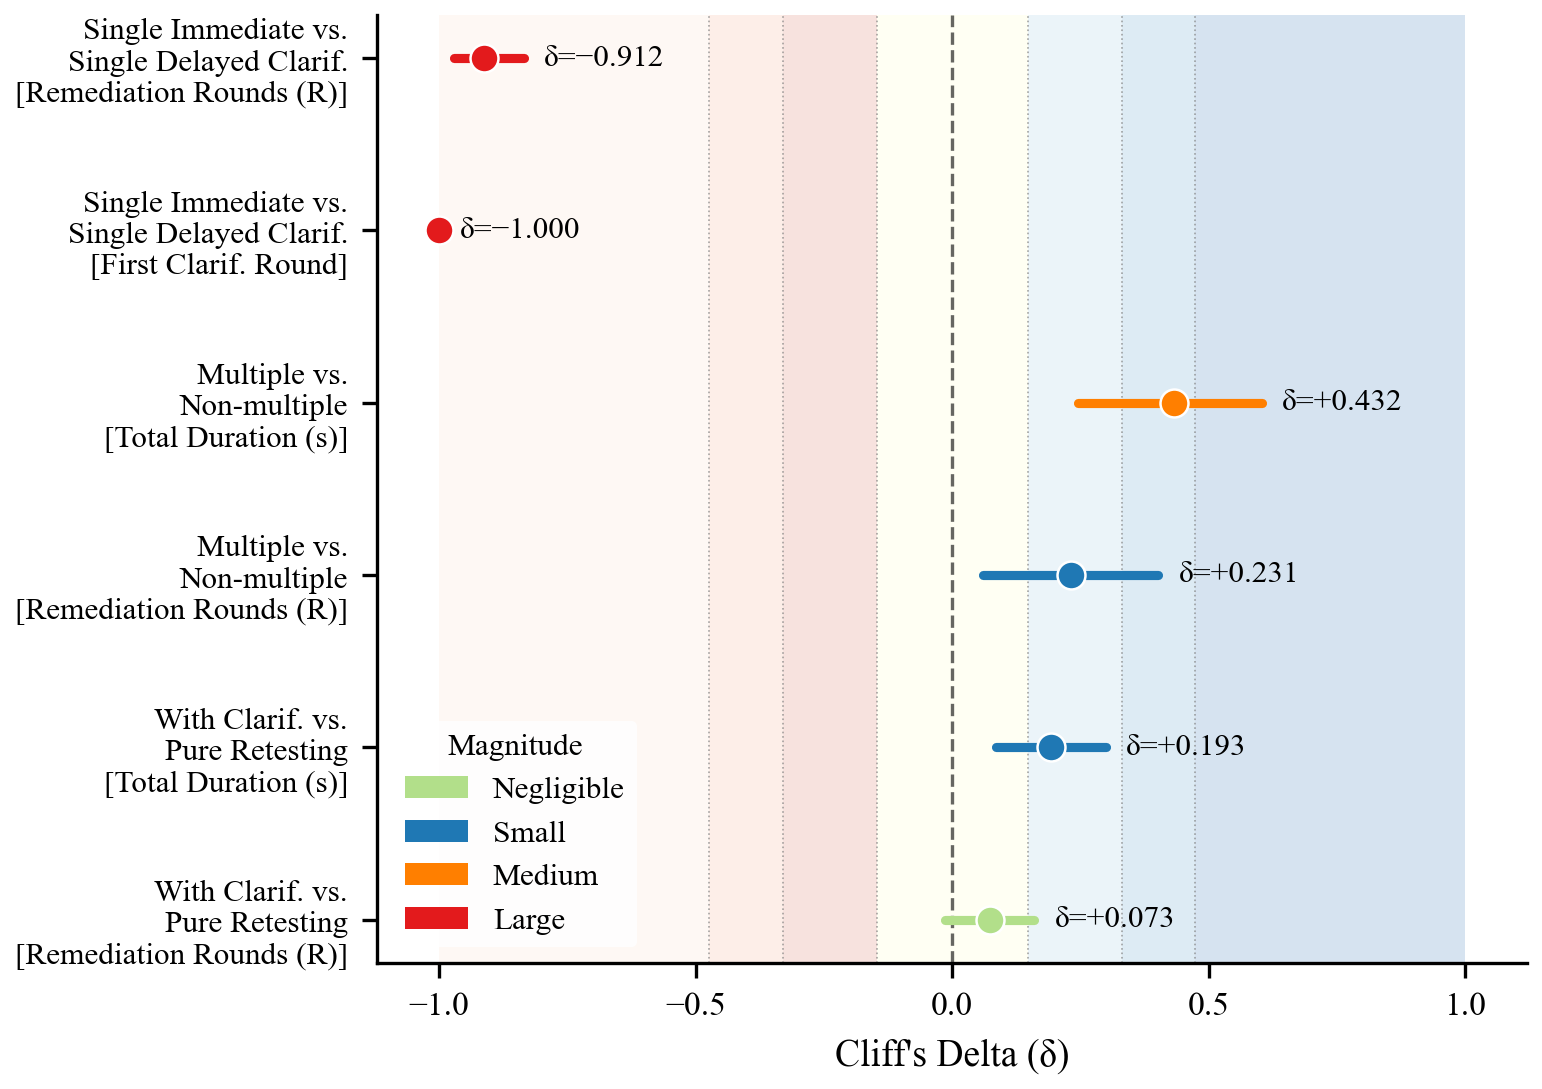 Single Immediate vs.
Single Delayed Clarif.
[Remediation Rounds (R)]
δ=−0.912
Single Immediate vs.
Single Delayed Clarif.
[First Clarif. Round]
δ=−1.000
Multiple vs.
Non-multiple
[Total Duration (s)]
δ=+0.432
Multiple vs.
Non-multiple
[Remediation Rounds (R)]
δ=+0.231
With Clarif. vs.
Pure Retesting
[Total Duration (s)]
δ=+0.193
With Clarif. vs.
Pure Retesting
[Remediation Rounds (R)]
δ=+0.073
Magnitude
Negligible
Small
Medium
Large
−1.0 −0.5 0.0 0.5 1.0
Cliff's Delta (δ)